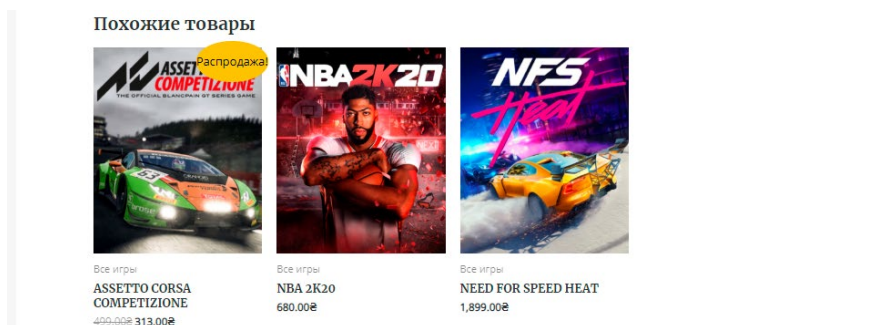 Похожие товары
ASSET
COMPETIZIONE
THE OFFICIAL BLANCPAIN GT SERIES GAME
Распродажа!
NBA 2K20
NFS
Heat
63
Все игры
ASSETTO CORSA
COMPETIZIONE
499.00₴ 313.00₴
Все игры
NBA 2K20
680.00₴
Все игры
NEED FOR SPEED HEAT
1,899.00₴